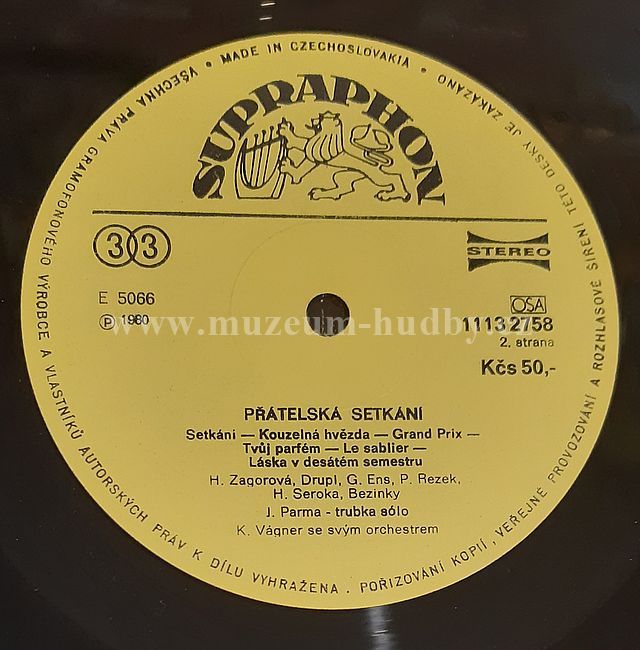 VŠECHNA PRÁVA GRAMOFONOVÉHO VÝROBCE A VLASTNÍKŮ AUTORSKÝCH PRÁV K DÍLU VYHRAŽENA . POŘIZOVÁNÍ KOPIÍ, VEŘEJNÉ PROVOZOVÁNÍ A ROZHLASOVÉ ŠÍŘENÍ TÉTO DESKY JE ZAKÁZÁNO • MADE IN CZECHOSLOVAKIA •
SUPRAPHON
33
STEREO
E 5066
Ⓟ 1980
OSA
1113 2758
2. strana
Kčs 50,-
www.muzeum-hudby.cz
PŘÁTELSKÁ SETKÁNÍ
Setkání — Kouzelná hvězda — Grand Prix —
Tvůj parfém — Le sablier —
Láska v desátém semestru
H. Zagorová, Drupl, G. Ens, P. Rezek,
H. Seroka, Bezinky
J. Parma - trubka sólo
K. Vágner se svým orchestrem